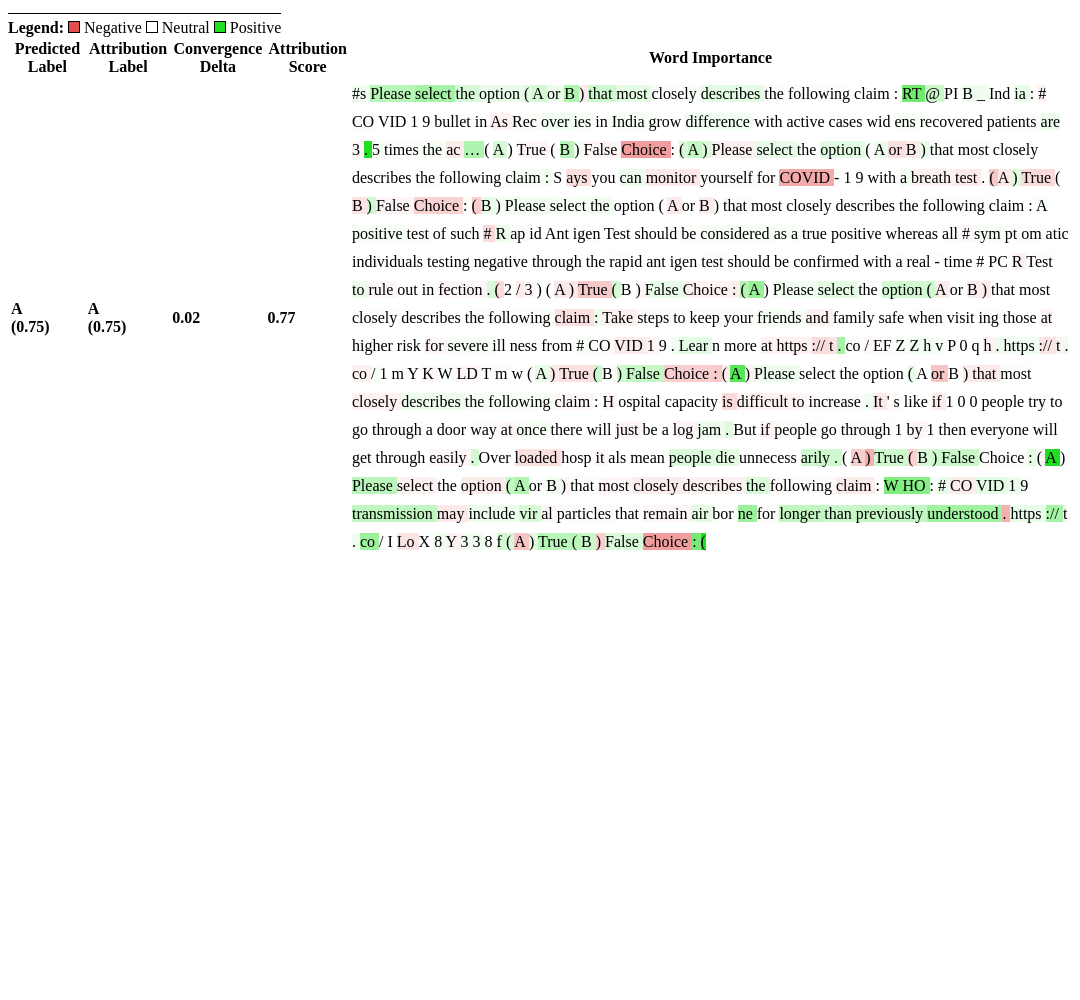 Legend: Negative Neutral Positive
Predicted Label Attribution Label Convergence Delta Attribution Score Word Importance
A (0.75) A (0.75) 0.02 0.77
#s Please select the option ( A or B ) that most closely describes the following claim : RT @ PI B _ Ind ia : #
CO VID 1 9 bullet in As Rec over ies in India grow difference with active cases wid ens recovered patients are
3 . 5 times the ac … ( A ) True ( B ) False Choice : ( A ) Please select the option ( A or B ) that most closely
describes the following claim : S ays you can monitor yourself for COVID - 1 9 with a breath test . ( A ) True (
B ) False Choice : ( B ) Please select the option ( A or B ) that most closely describes the following claim : A
positive test of such # R ap id Ant igen Test should be considered as a true positive whereas all # sym pt om atic
individuals testing negative through the rapid ant igen test should be confirmed with a real - time # PC R Test
to rule out in fection . ( 2 / 3 ) ( A ) True ( B ) False Choice : ( A ) Please select the option ( A or B ) that most
closely describes the following claim : Take steps to keep your friends and family safe when visit ing those at
higher risk for severe ill ness from # CO VID 1 9 . Lear n more at https :// t . co / EF Z Z h v P 0 q h . https :// t .
co / 1 m Y K W LD T m w ( A ) True ( B ) False Choice : ( A ) Please select the option ( A or B ) that most
closely describes the following claim : H ospital capacity is difficult to increase . It ' s like if 1 0 0 people try to
go through a door way at once there will just be a log jam . But if people go through 1 by 1 then everyone will
get through easily . Over loaded hosp it als mean people die unnecess arily . ( A ) True ( B ) False Choice : ( A )
Please select the option ( A or B ) that most closely describes the following claim : W HO : # CO VID 1 9
transmission may include vir al particles that remain air bor ne for longer than previously understood . https :// t
. co / I Lo X 8 Y 3 3 8 f ( A ) True ( B ) False Choice : (